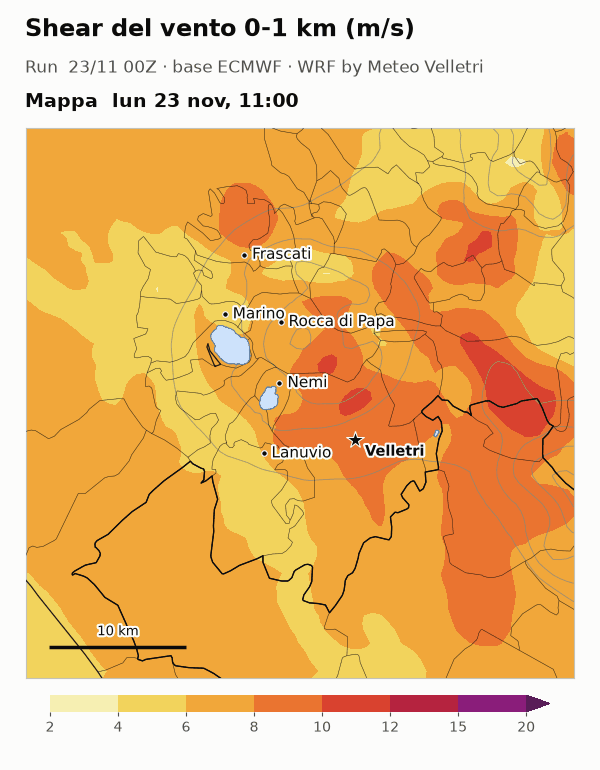 Shear del vento 0-1 km (m/s)
Run  23/11 00Z · base ECMWF · WRF by Meteo Velletri
Mappa  lun 23 nov, 11:00
Frascati
Marino
Rocca di Papa
Nemi
Velletri
Lanuvio
10 km
2 4 6 8 10 12 15 20